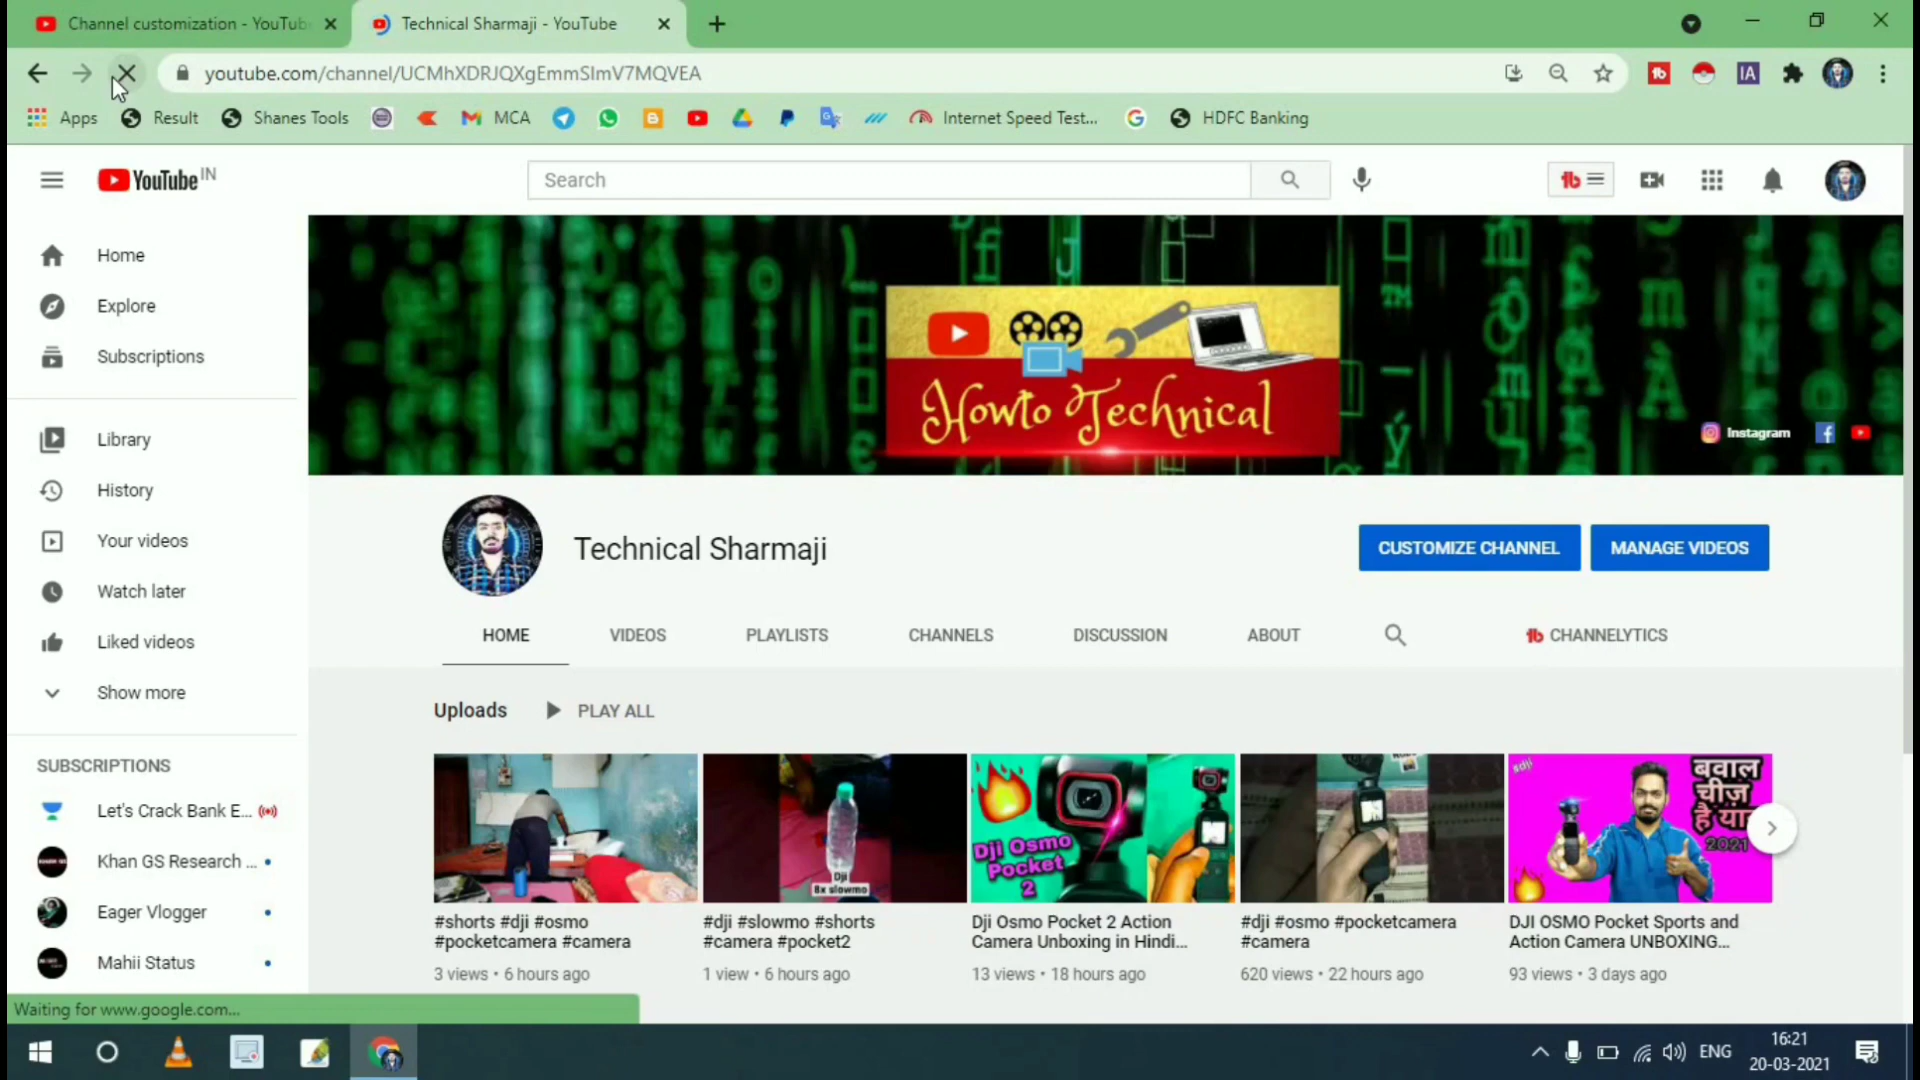 Channel customization - YouTub
Technical Sharmaji - YouTube
youtube.com/channel/UCMhXDRJQXgEmmSImV7MQVEA
Apps
Result
Shanes Tools
MCA
Internet Speed Test...
HDFC Banking
YouTube IN
Search
Home
Explore
Subscriptions
Library
History
Your videos
Watch later
Liked videos
Show more
SUBSCRIPTIONS
Let's Crack Bank E...
Khan GS Research ...
Eager Vlogger
Mahii Status
Howto Technical
Instagram
Technical Sharmaji
CUSTOMIZE CHANNEL
MANAGE VIDEOS
HOME
VIDEOS
PLAYLISTS
CHANNELS
DISCUSSION
ABOUT
CHANNELYTICS
Uploads
PLAY ALL
Dji
8x slowmo
Dji Osmo
Pocket
2
बवाल
चीज़
है यार
2021
#shorts #dji #osmo
#pocketcamera #camera
3 views • 6 hours ago
#dji #slowmo #shorts
#camera #pocket2
1 view • 6 hours ago
Dji Osmo Pocket 2 Action
Camera Unboxing in Hindi...
13 views • 18 hours ago
#dji #osmo #pocketcamera
#camera
620 views • 22 hours ago
DJI OSMO Pocket Sports and
Action Camera UNBOXING...
93 views • 3 days ago
Waiting for www.google.com...
ENG
16:21
20-03-2021